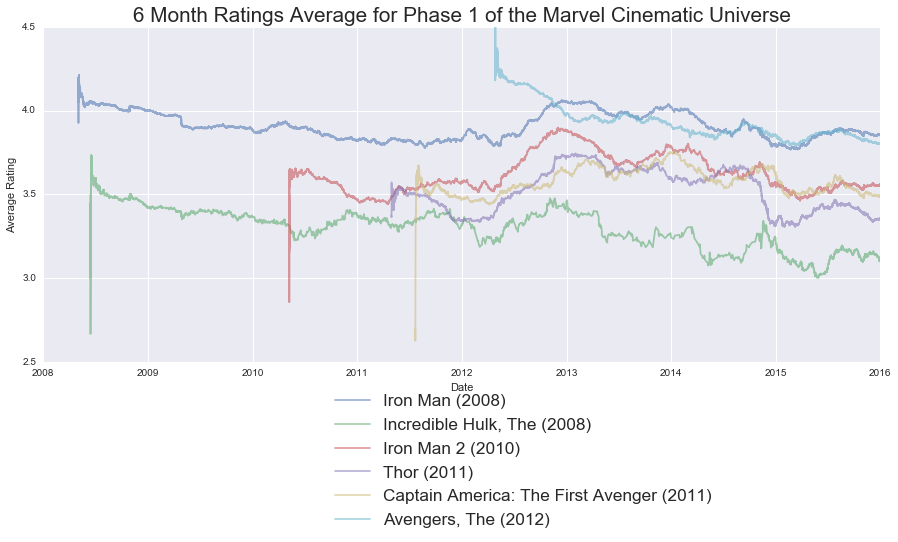 6 Month Ratings Average for Phase 1 of the Marvel Cinematic Universe
4.5
4.0
3.5
3.0
2.5
Average Rating
2008 2009 2010 2011 2012 2013 2014 2015 2016
Date
Iron Man (2008)
Incredible Hulk, The (2008)
Iron Man 2 (2010)
Thor (2011)
Captain America: The First Avenger (2011)
Avengers, The (2012)